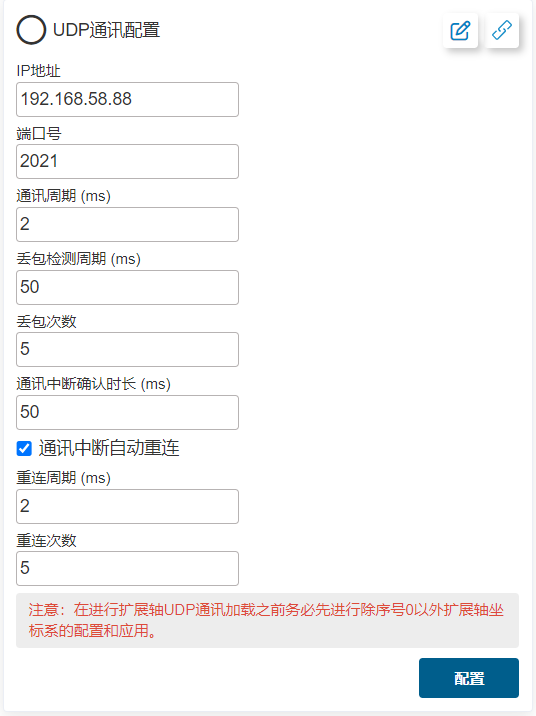 UDP通讯配置
IP地址
192.168.58.88
端口号
2021
通讯周期 (ms)
2
丢包检测周期 (ms)
50
丢包次数
5
通讯中断确认时长 (ms)
50
通讯中断自动重连
重连周期 (ms)
2
重连次数
5
注意：在进行扩展轴UDP通讯加载之前务必先进行除序号0以外扩展轴坐
标系的配置和应用。
配置